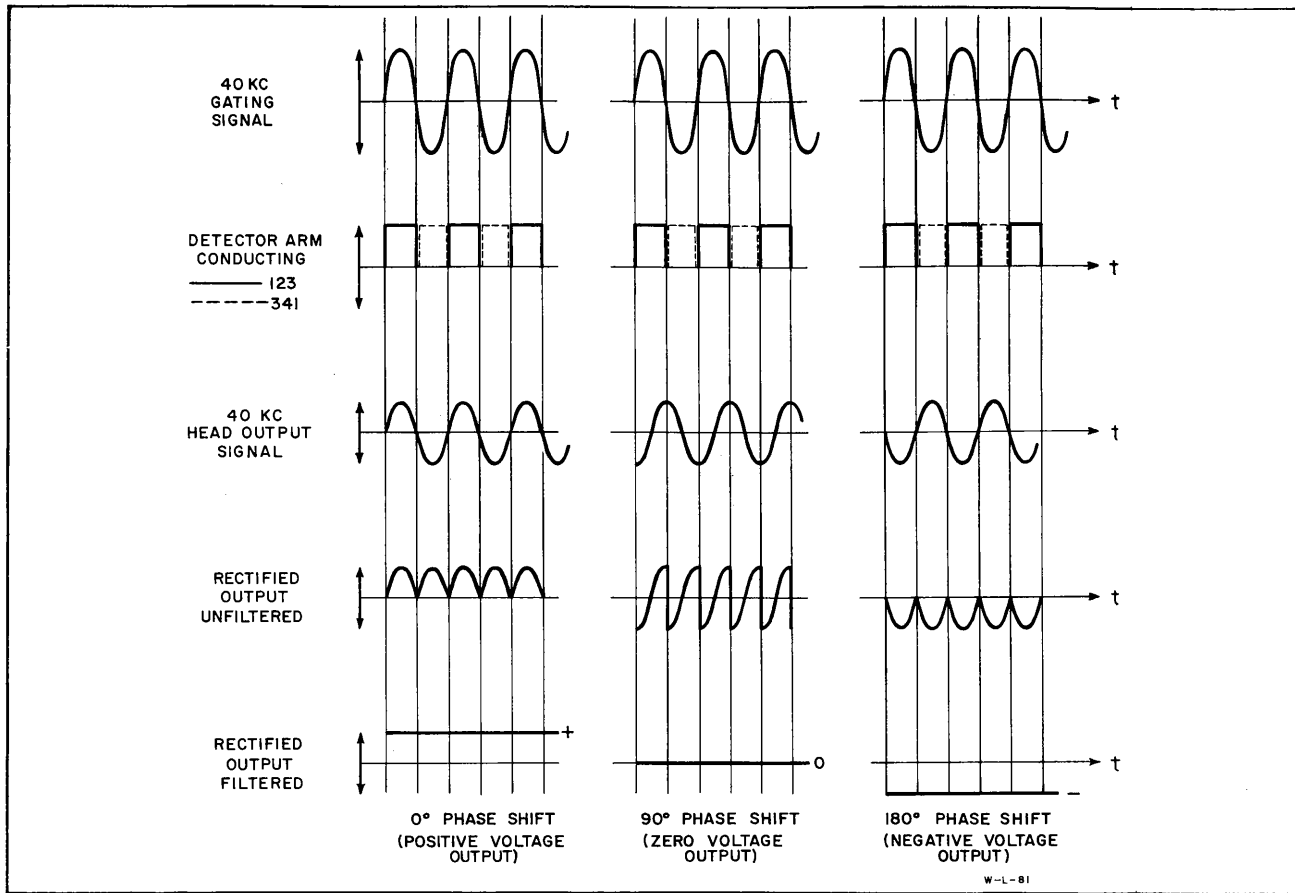 40 KC
GATING
SIGNAL
t
DETECTOR ARM
CONDUCTING
123
341
t
40 KC
HEAD OUTPUT
SIGNAL
t
RECTIFIED
OUTPUT
UNFILTERED
t
RECTIFIED
OUTPUT
FILTERED
+
O
t
-
0° PHASE SHIFT
(POSITIVE VOLTAGE
OUTPUT)
90° PHASE SHIFT
(ZERO VOLTAGE
OUTPUT)
180° PHASE SHIFT
(NEGATIVE VOLTAGE
OUTPUT)
W-L-81